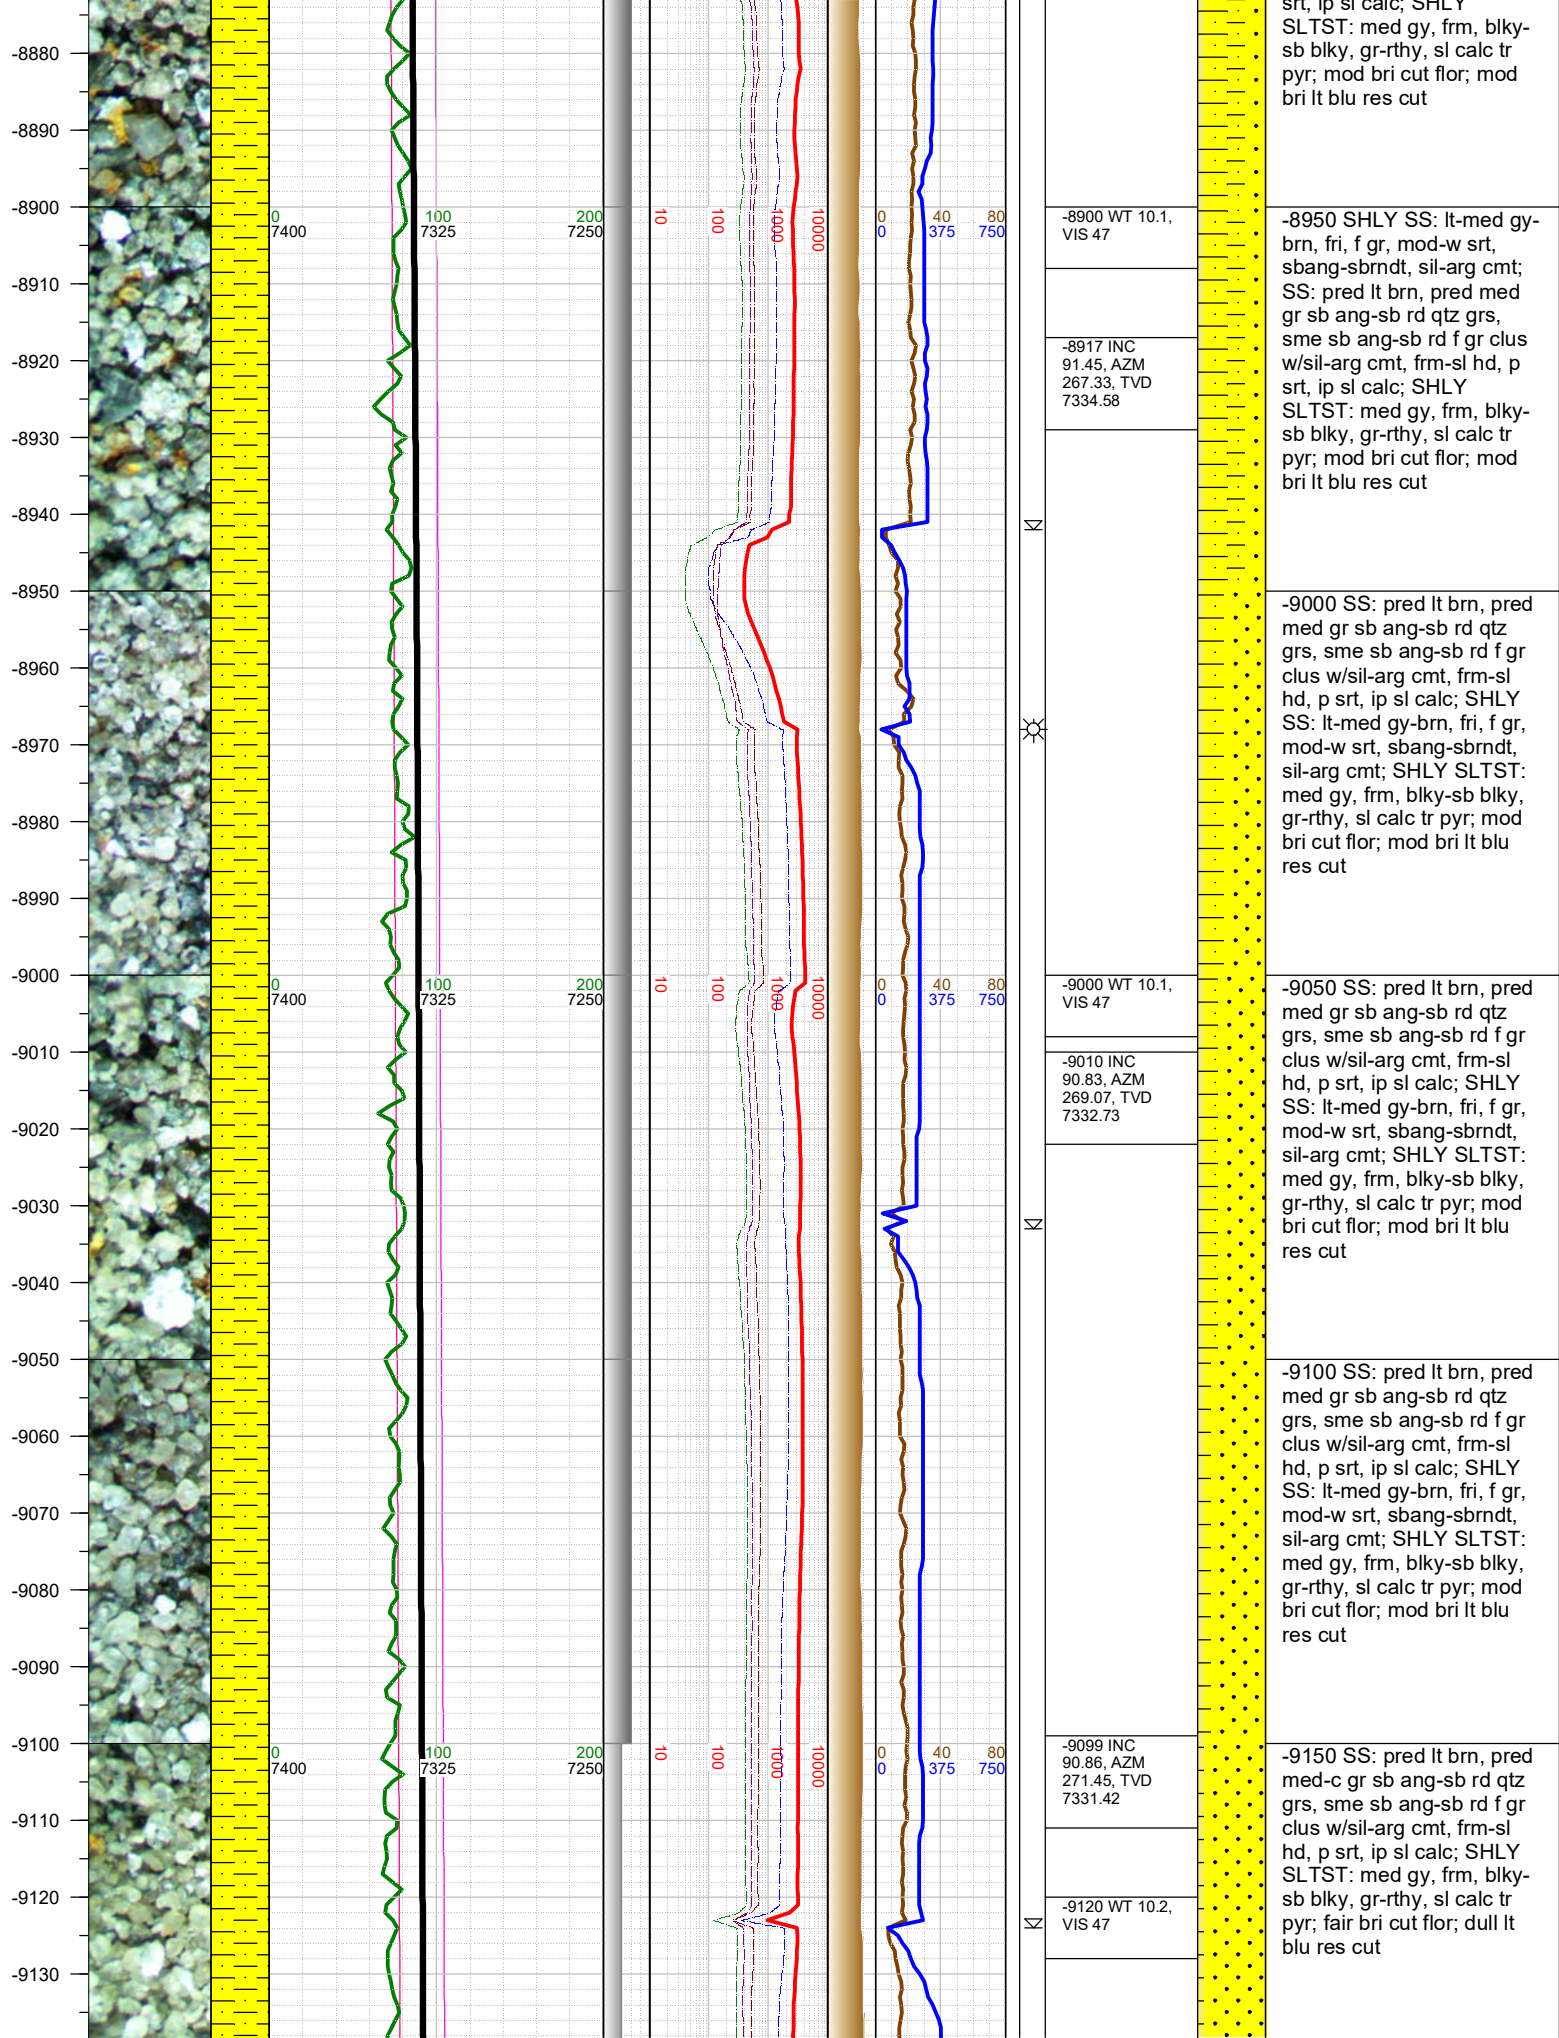 srt, ip sl calc; SHLY
SLTST: med gy, frm, blky-
sb blky, gr-rthy, sl calc tr
pyr; mod bri cut flor; mod
bri lt blu res cut
-8880
-8890
-8900
0 100 200
7400 7325 7250
10 100 1000 10000
0 40 80
0 375 750
-8900 WT 10.1,
VIS 47
-8950 SHLY SS: lt-med gy-
brn, fri, f gr, mod-w srt,
sbang-sbrndt, sil-arg cmt;
SS: pred lt brn, pred med
gr sb ang-sb rd qtz grs,
sme sb ang-sb rd f gr clus
w/sil-arg cmt, frm-sl hd, p
srt, ip sl calc; SHLY
SLTST: med gy, frm, blky-
sb blky, gr-rthy, sl calc tr
pyr; mod bri cut flor; mod
bri lt blu res cut
-8910
-8917 INC
91.45, AZM
267.33, TVD
7334.58
-8920
-8930
-8940
-8950
-9000 SS: pred lt brn, pred
med gr sb ang-sb rd qtz
grs, sme sb ang-sb rd f gr
clus w/sil-arg cmt, frm-sl
hd, p srt, ip sl calc; SHLY
SS: lt-med gy-brn, fri, f gr,
mod-w srt, sbang-sbrndt,
sil-arg cmt; SHLY SLTST:
med gy, frm, blky-sb blky,
gr-rthy, sl calc tr pyr; mod
bri cut flor; mod bri lt blu
res cut
-8960
-8970
-8980
-8990
-9000
0 100 200
7400 7325 7250
10 100 1000 10000
0 40 80
0 375 750
-9000 WT 10.1,
VIS 47
-9050 SS: pred lt brn, pred
med gr sb ang-sb rd qtz
grs, sme sb ang-sb rd f gr
clus w/sil-arg cmt, frm-sl
hd, p srt, ip sl calc; SHLY
SS: lt-med gy-brn, fri, f gr,
mod-w srt, sbang-sbrndt,
sil-arg cmt; SHLY SLTST:
med gy, frm, blky-sb blky,
gr-rthy, sl calc tr pyr; mod
bri cut flor; mod bri lt blu
res cut
-9010
-9010 INC
90.83, AZM
269.07, TVD
7332.73
-9020
-9030
-9040
-9050
-9100 SS: pred lt brn, pred
med gr sb ang-sb rd qtz
grs, sme sb ang-sb rd f gr
clus w/sil-arg cmt, frm-sl
hd, p srt, ip sl calc; SHLY
SS: lt-med gy-brn, fri, f gr,
mod-w srt, sbang-sbrndt,
sil-arg cmt; SHLY SLTST:
med gy, frm, blky-sb blky,
gr-rthy, sl calc tr pyr; mod
bri cut flor; mod bri lt blu
res cut
-9060
-9070
-9080
-9090
-9100
0 100 200
7400 7325 7250
10 100 1000 10000
0 40 80
0 375 750
-9099 INC
90.86, AZM
271.45, TVD
7331.42
-9150 SS: pred lt brn, pred
med-c gr sb ang-sb rd qtz
grs, sme sb ang-sb rd f gr
clus w/sil-arg cmt, frm-sl
hd, p srt, ip sl calc; SHLY
SLTST: med gy, frm, blky-
sb blky, gr-rthy, sl calc tr
pyr; fair bri cut flor; dull lt
blu res cut
-9110
-9120
-9120 WT 10.2,
VIS 47
-9130